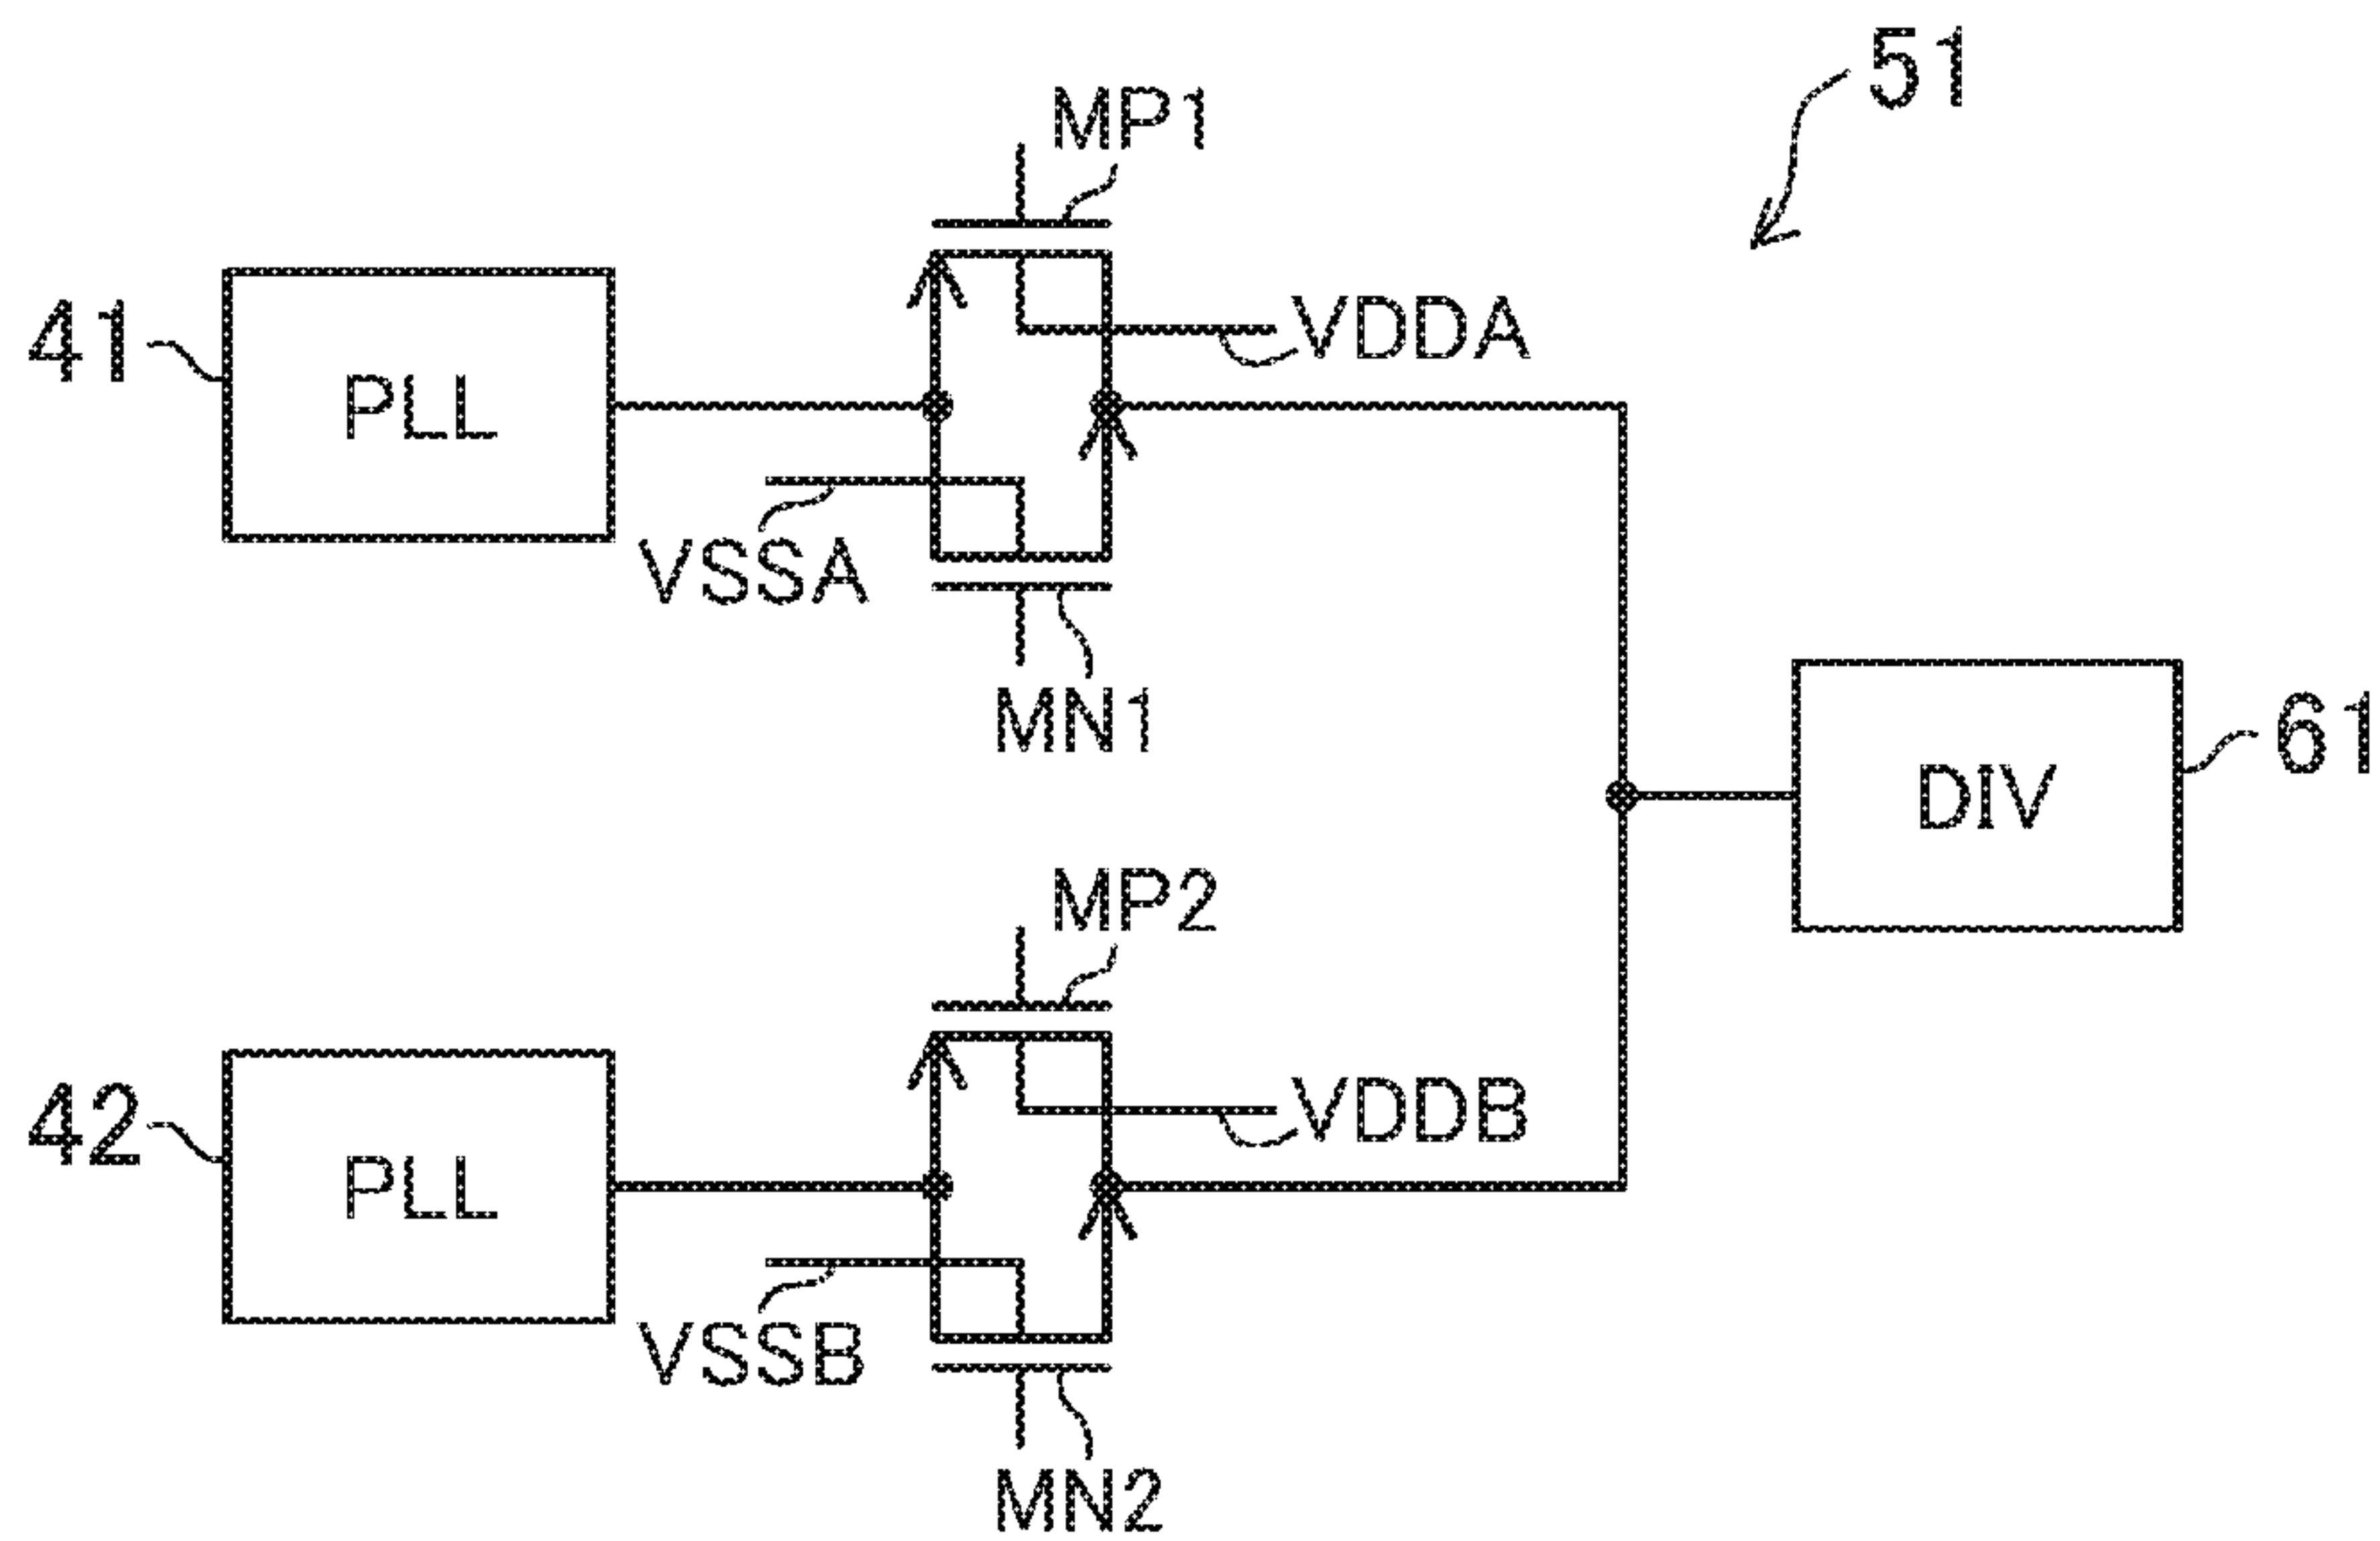 51
MP1
41
PLL
VDDA
VSSA
MN1
61
DIV
MP2
42
PLL
VDDB
VSSB
MN2